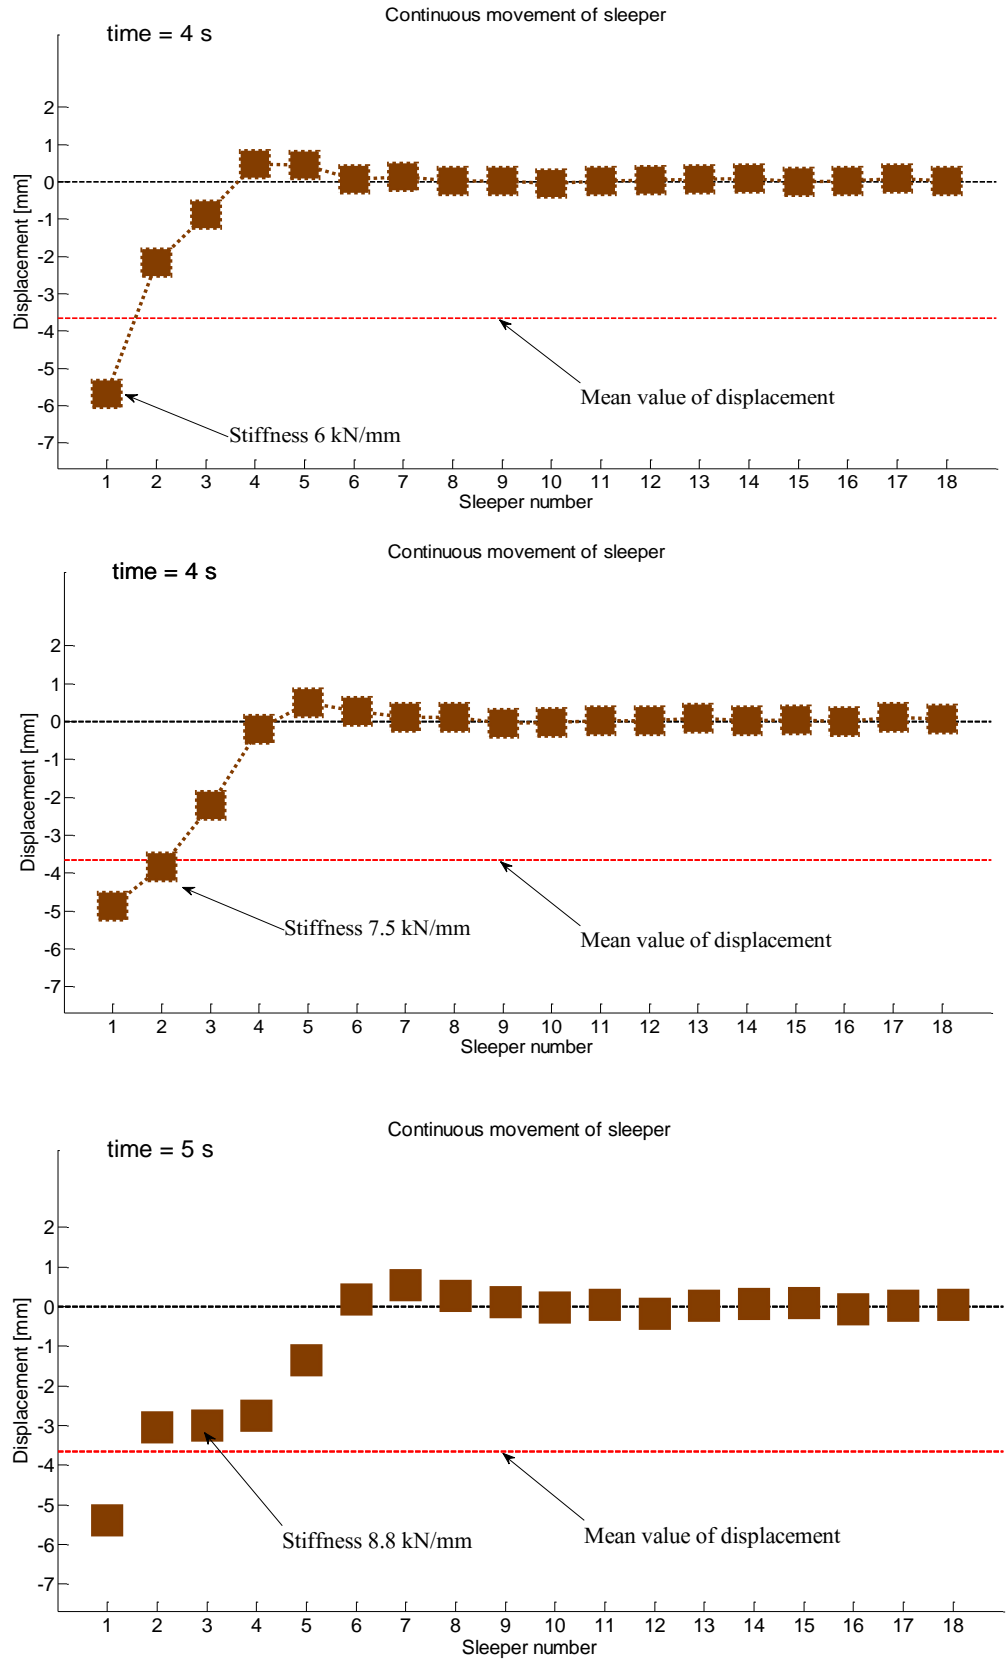 Continuous movement of sleeper
time = 4 s
2
1
0
-1
-2
-3
-4
-5
-6
-7
Displacement [mm]
Mean value of displacement
Stiffness 6 kN/mm
1 2 3 4 5 6 7 8 9 10 11 12 13 14 15 16 17 18
Sleeper number
Continuous movement of sleeper
time = 4 s
2
1
0
-1
-2
-3
-4
-5
-6
-7
Displacement [mm]
Stiffness 7.5 kN/mm
Mean value of displacement
1 2 3 4 5 6 7 8 9 10 11 12 13 14 15 16 17 18
Sleeper number
Continuous movement of sleeper
time = 5 s
2
1
0
-1
-2
-3
-4
-5
-6
-7
Displacement [mm]
Stiffness 8.8 kN/mm
Mean value of displacement
1 2 3 4 5 6 7 8 9 10 11 12 13 14 15 16 17 18
Sleeper number